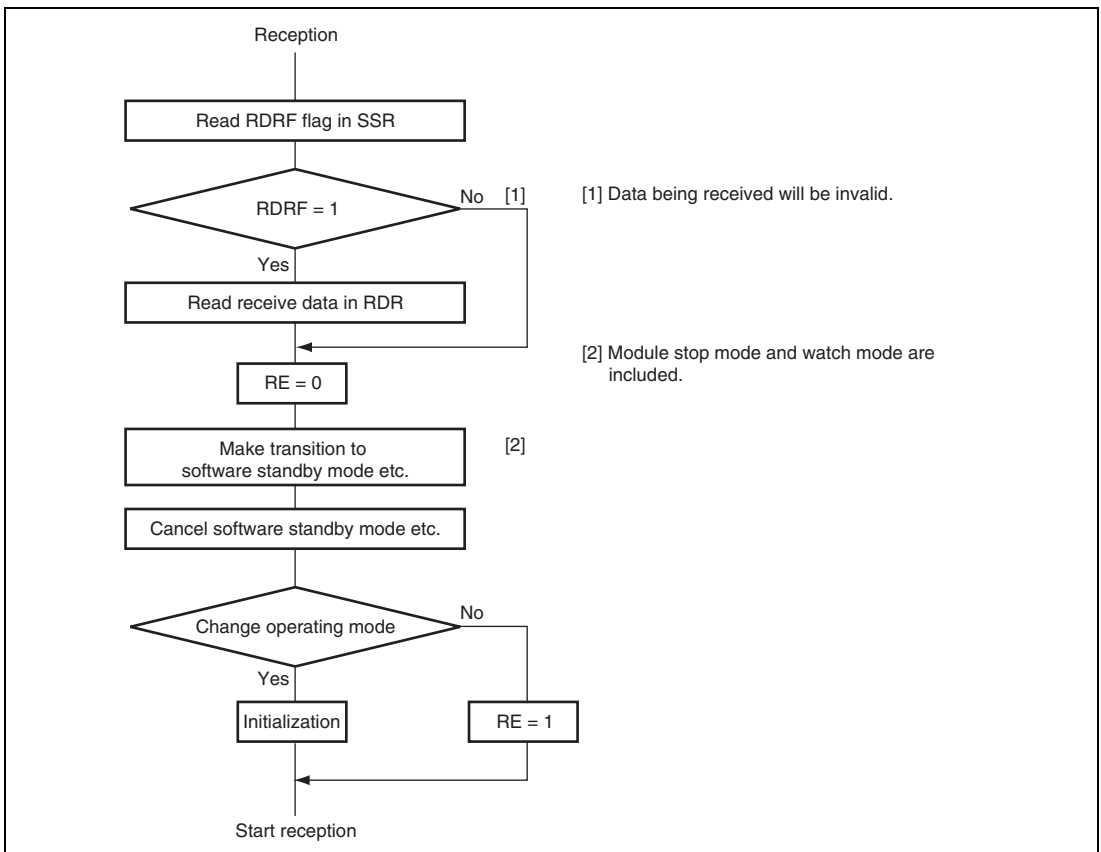 Reception
Read RDRF flag in SSR
RDRF = 1
No
[1]
[1] Data being received will be invalid.
Yes
Read receive data in RDR
[2] Module stop mode and watch mode are
included.
RE = 0
Make transition to
software standby mode etc.
[2]
Cancel software standby mode etc.
Change operating mode
No
Yes
Initialization
RE = 1
Start reception